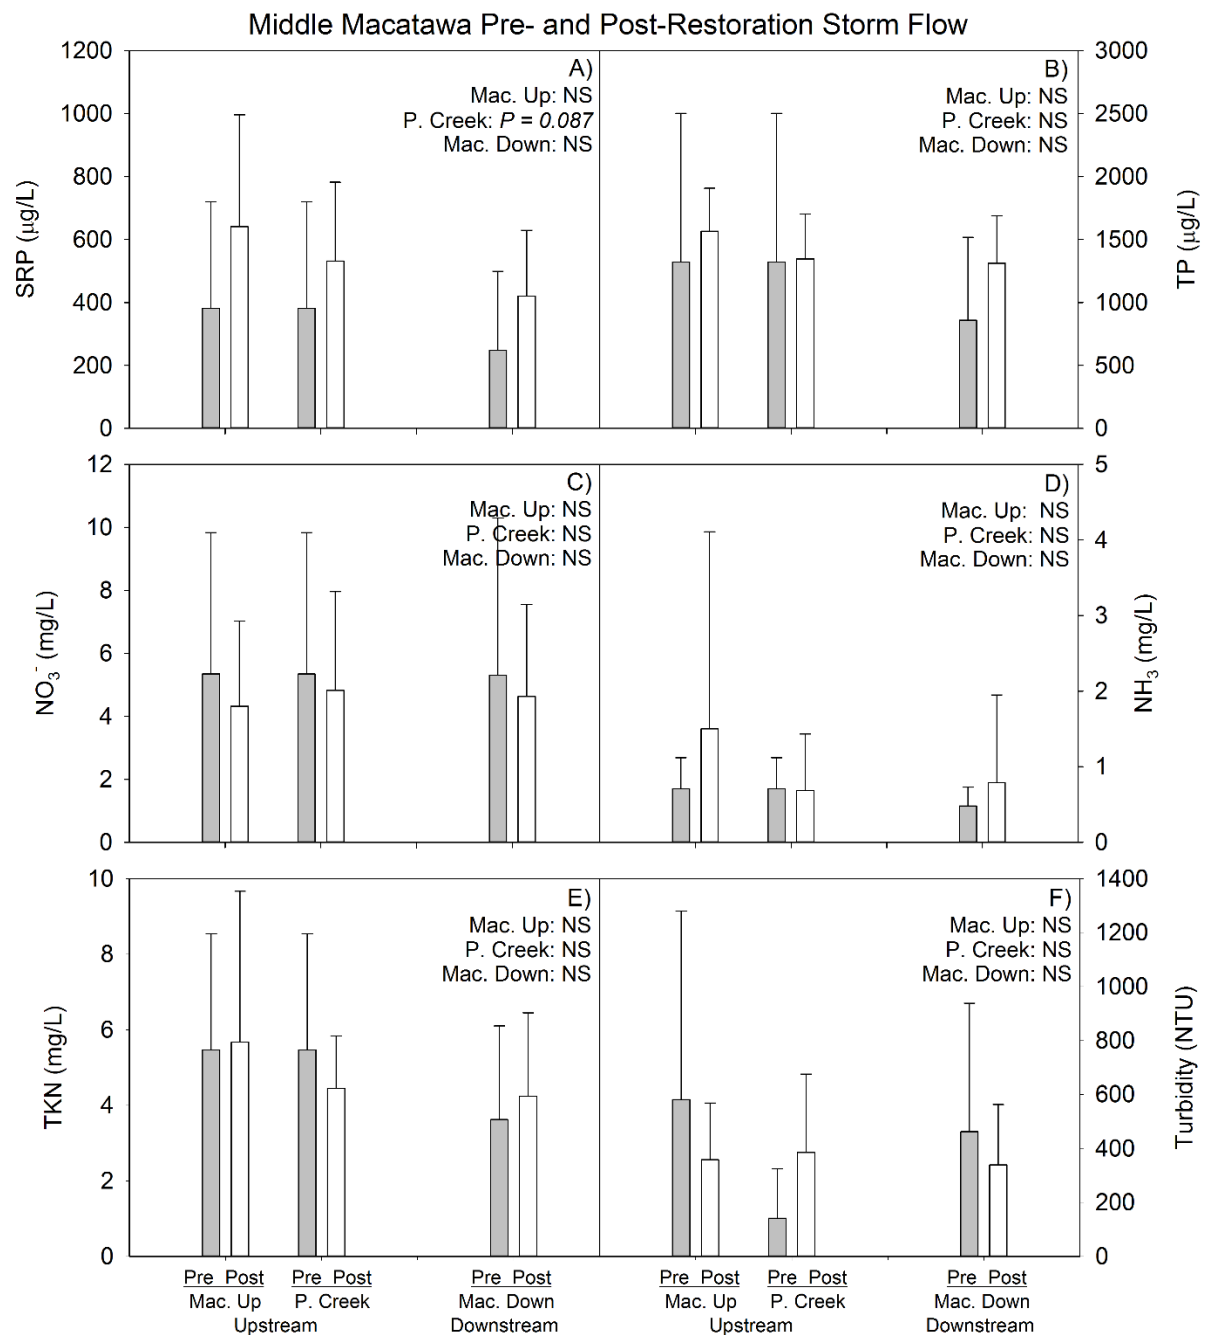 Middle Macatawa Pre- and Post-Restoration Storm Flow
A)
Mac. Up: NS
P. Creek: P = 0.087
Mac. Down: NS
SRP (µg/L)
1200
1000
800
600
400
200
0
B)
Mac. Up: NS
P. Creek: NS
Mac. Down: NS
3000
2500
2000
1500
1000
500
0
TP (µg/L)
C)
Mac. Up: NS
P. Creek: NS
Mac. Down: NS
NO₃⁻ (mg/L)
12
10
8
6
4
2
0
D)
Mac. Up: NS
P. Creek: NS
Mac. Down: NS
5
4
3
2
1
0
NH₃ (mg/L)
E)
Mac. Up: NS
P. Creek: NS
Mac. Down: NS
TKN (mg/L)
10
8
6
4
2
0
F)
Mac. Up: NS
P. Creek: NS
Mac. Down: NS
1400
1200
1000
800
600
400
200
0
Turbidity (NTU)
Pre Post Pre Post Pre Post
Mac. Up P. Creek Mac. Down
Upstream Downstream
Pre Post Pre Post Pre Post
Mac. Up P. Creek Mac. Down
Upstream Downstream